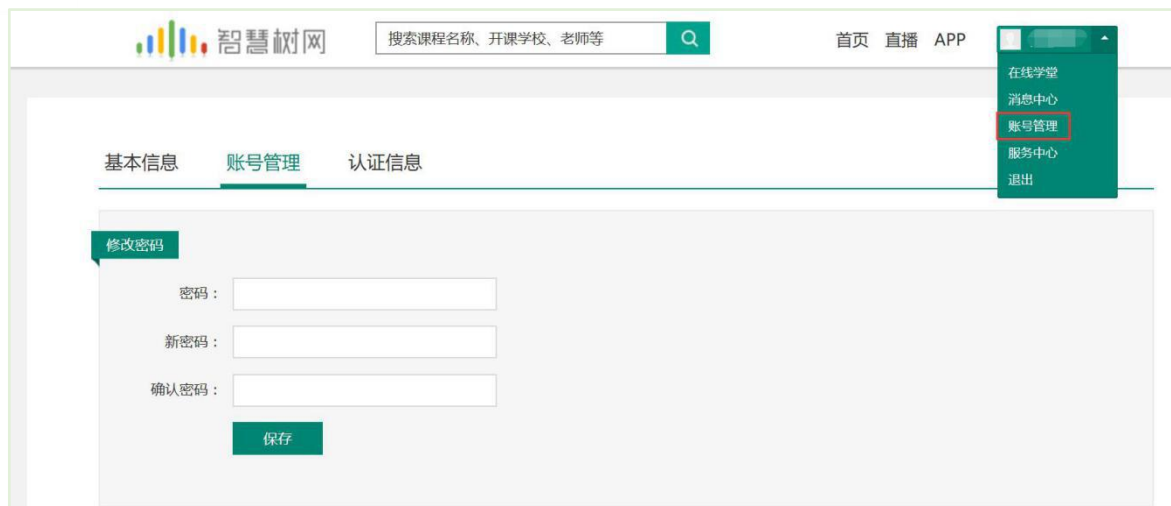 智慧树网
搜索课程名称、开课学校、老师等
首页 直播 APP
在线学堂
消息中心
账号管理
服务中心
退出
基本信息 账号管理 认证信息
修改密码
密码：
新密码：
确认密码：
保存